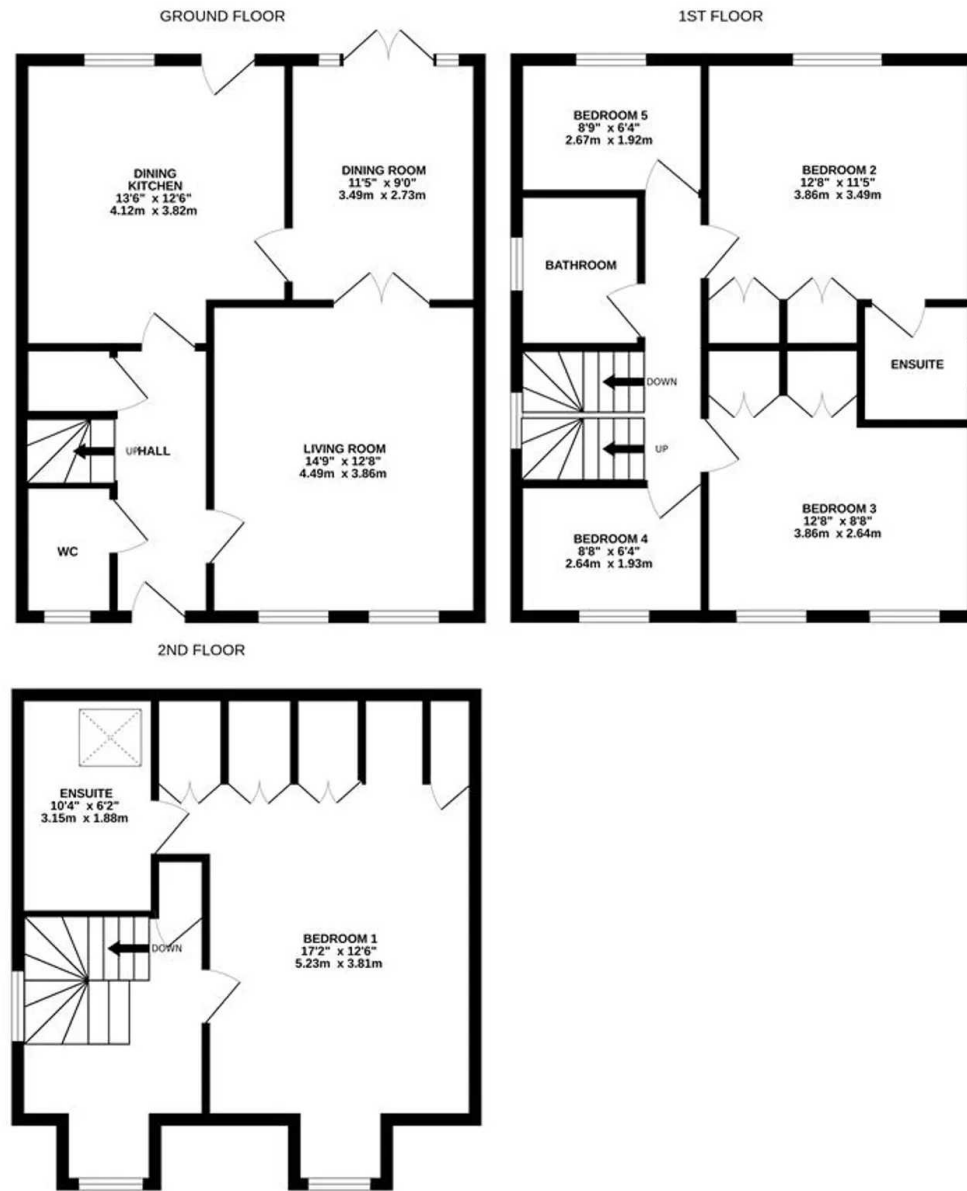 GROUND FLOOR
DINING
KITCHEN
13'6" x 12'6"
4.12m x 3.82m
DINING ROOM
11'5" x 9'0"
3.49m x 2.73m
UP
HALL
LIVING ROOM
14'9" x 12'8"
4.49m x 3.86m
WC
1ST FLOOR
BEDROOM 5
8'9" x 6'4"
2.67m x 1.92m
BEDROOM 2
12'8" x 11'5"
3.86m x 3.49m
BATHROOM
ENSUITE
DOWN
UP
BEDROOM 4
8'8" x 6'4"
2.64m x 1.93m
BEDROOM 3
12'8" x 8'8"
3.86m x 2.64m
2ND FLOOR
ENSUITE
10'4" x 6'2"
3.15m x 1.88m
DOWN
BEDROOM 1
17'2" x 12'6"
5.23m x 3.81m